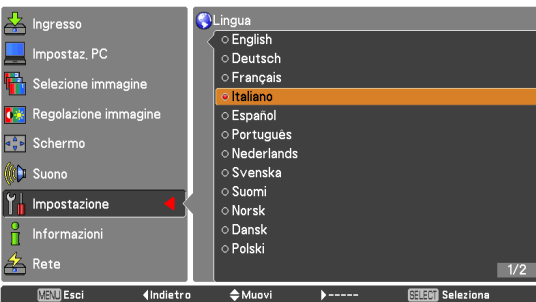 Ingresso
Impostaz. PC
Selezione immagine
Regolazione immagine
Schermo
Suono
Impostazione
Informazioni
Rete
Lingua
English
Deutsch
Français
Italiano
Español
Português
Nederlands
Svenska
Suomi
Norsk
Dansk
Polski
1/2
MENU Esci Indietro Muovi ----- SELECT Seleziona